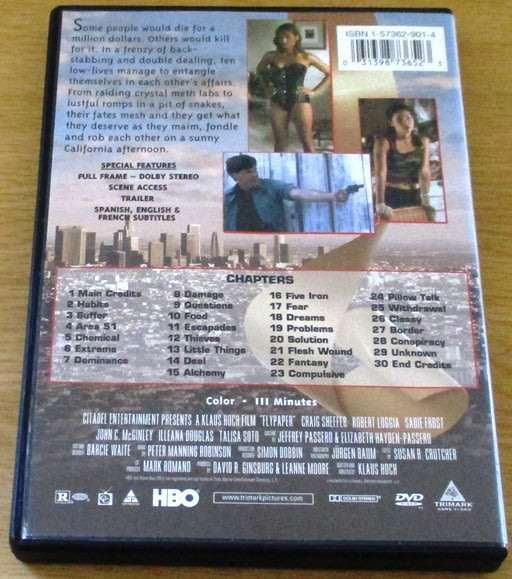 Some people would die for a
million dollars. Others would kill
for it. In a frenzy of back-
stabbing and double dealing, ten
low-lives manage to entangle
themselves in each other's affairs.
From raiding crystal meth labs to
lustful romps in a pit of snakes,
their fates mesh and they get what
they deserve as they maim, fondle
and rob each other on a sunny
California afternoon.
SPECIAL FEATURES
FULL FRAME – DOLBY STEREO
SCENE ACCESS
TRAILER
SPANISH, ENGLISH &
FRENCH SUBTITLES
ISBN 1-57362-901-4
0 31398 73652 3
CHAPTERS
1 Main Credits
2 Habits
3 Buffer
4 Area 51
5 Chemical
6 Extreme
7 Dominance
8 Damage
9 Questions
10 Food
11 Escapades
12 Thieves
13 Little Things
14 Deal
15 Alchemy
16 Five Iron
17 Fear
18 Dreams
19 Problems
20 Solution
21 Flesh Wound
22 Fantasy
23 Compulsive
24 Pillow Talk
25 Withdrawal
26 Classy
27 Border
28 Conspiracy
29 Unknown
30 End Credits
Color - 111 Minutes
CITADEL ENTERTAINMENT PRESENTS A KLAUS HOCH FILM "FLYPAPER" CRAIG SHEFFER ROBERT LOGGIA SADIE FROST
JOHN C. McGINLEY ILLEANA DOUGLAS TALISA SOTO JEFFREY PASSERO & ELIZABETH HAYDEN-PASSERO
DARCIE WAITE PETER MANNING ROBINSON SIMON DOBBIN JÜRGEN BAUM SUSAN R. CRUTCHER
MARK ROMANO DAVID R. GINSBURG & LEANNE MOORE KLAUS HOCH
R
HBO
www.trimarkpictures.com
DVD
TRIMARK
HOME VIDEO